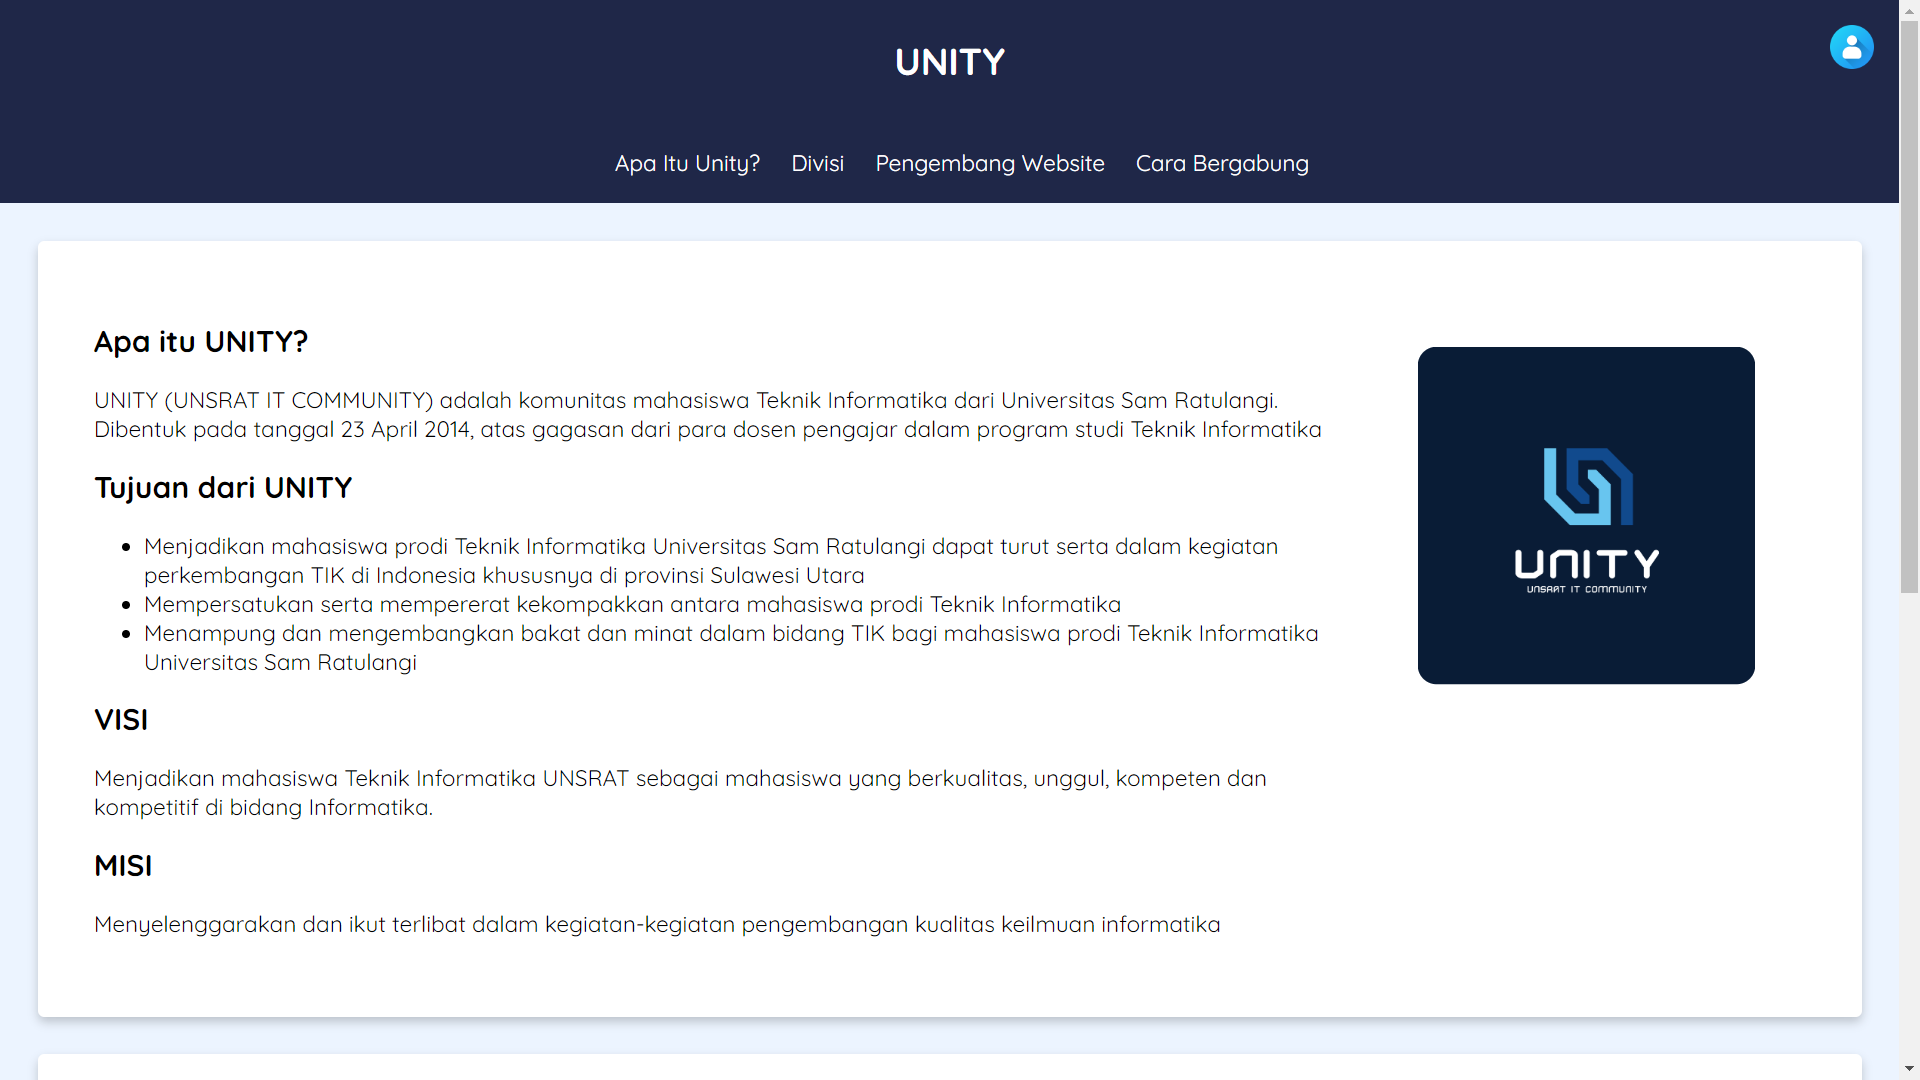 UNITY
Apa Itu Unity? Divisi Pengembang Website Cara Bergabung
Apa itu UNITY?
UNITY (UNSRAT IT COMMUNITY) adalah komunitas mahasiswa Teknik Informatika dari Universitas Sam Ratulangi.
Dibentuk pada tanggal 23 April 2014, atas gagasan dari para dosen pengajar dalam program studi Teknik Informatika
Tujuan dari UNITY
Menjadikan mahasiswa prodi Teknik Informatika Universitas Sam Ratulangi dapat turut serta dalam kegiatan
perkembangan TIK di Indonesia khususnya di provinsi Sulawesi Utara
Mempersatukan serta mempererat kekompakkan antara mahasiswa prodi Teknik Informatika
Menampung dan mengembangkan bakat dan minat dalam bidang TIK bagi mahasiswa prodi Teknik Informatika
Universitas Sam Ratulangi
VISI
Menjadikan mahasiswa Teknik Informatika UNSRAT sebagai mahasiswa yang berkualitas, unggul, kompeten dan
kompetitif di bidang Informatika.
MISI
Menyelenggarakan dan ikut terlibat dalam kegiatan-kegiatan pengembangan kualitas keilmuan informatika
UNITY
UNSRAT IT COMMUNITY